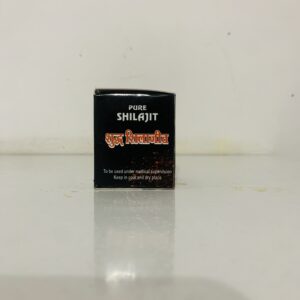 PURE
SHILAJIT
शुद्ध शिलाजीत
To be used under medical supervision
Keep in cool and dry place